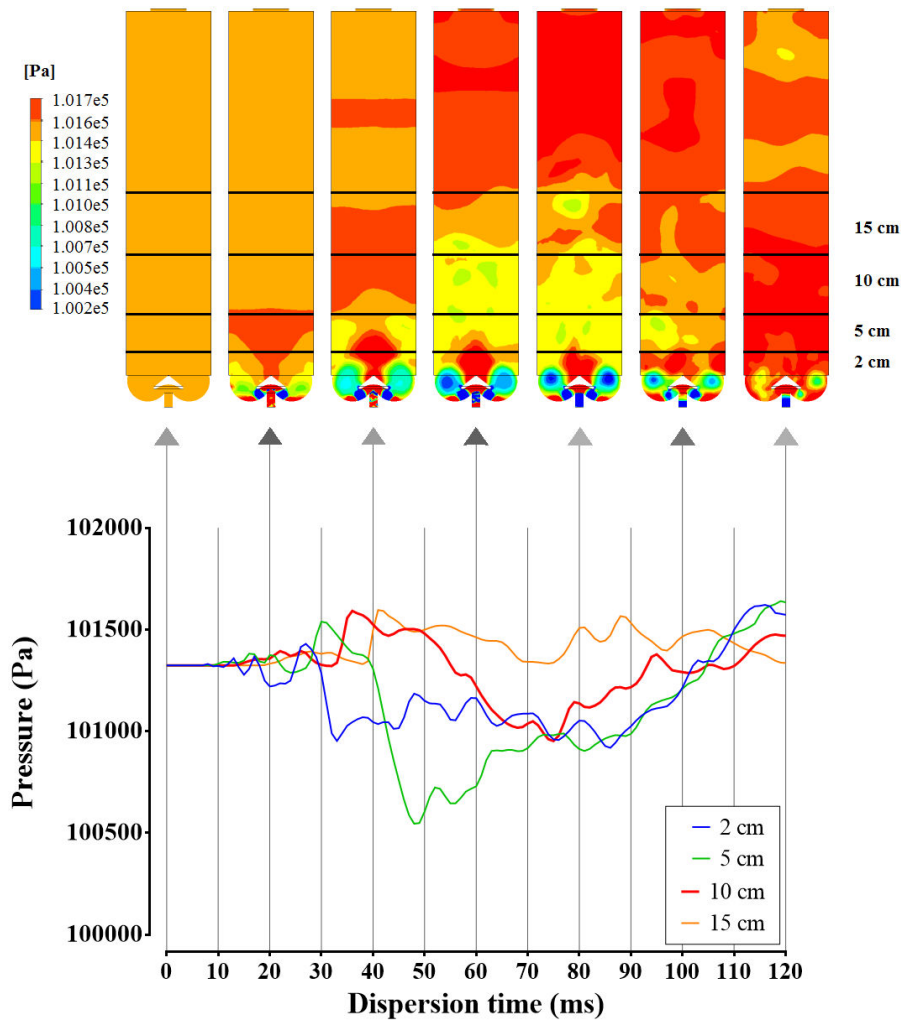 [Pa]
1.017e5
1.016e5
1.014e5
1.013e5
1.011e5
1.010e5
1.008e5
1.007e5
1.005e5
1.004e5
1.002e5
15 cm
10 cm
5 cm
2 cm
102000
101500
101000
100500
100000
Pressure (Pa)
2 cm
5 cm
10 cm
15 cm
0 10 20 30 40 50 60 70 80 90 100 110 120
Dispersion time (ms)